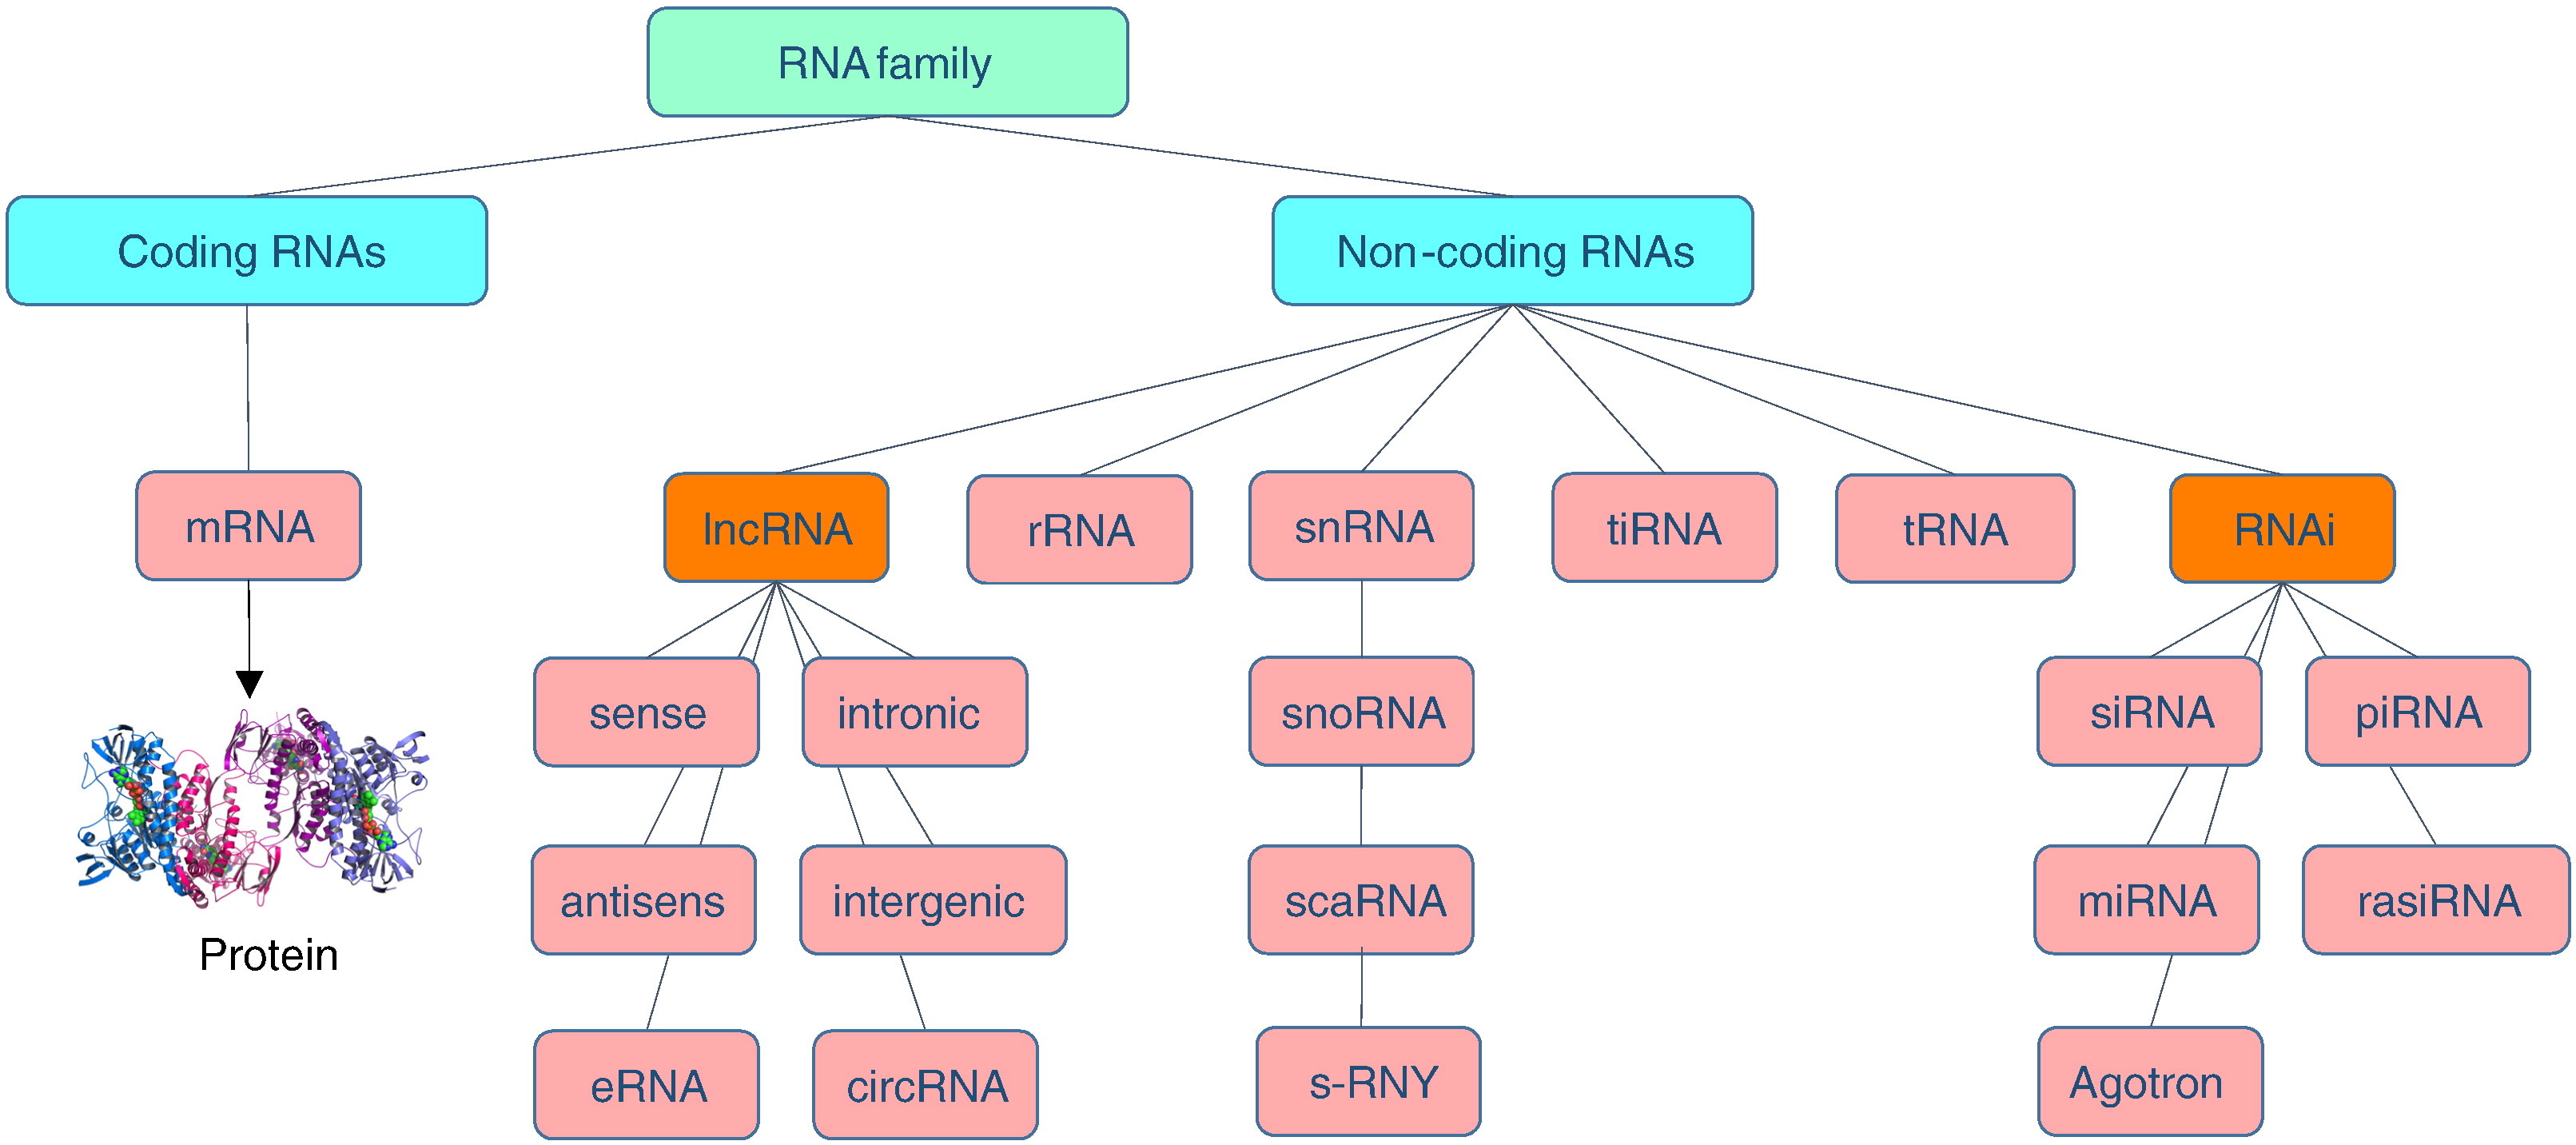 RNA family
Coding RNAs
Non-coding RNAs
mRNA
lncRNA
rRNA
snRNA
tiRNA
tRNA
RNAi
sense
intronic
snoRNA
siRNA
piRNA
antisens
intergenic
scaRNA
miRNA
rasiRNA
Protein
eRNA
circRNA
s-RNY
Agotron